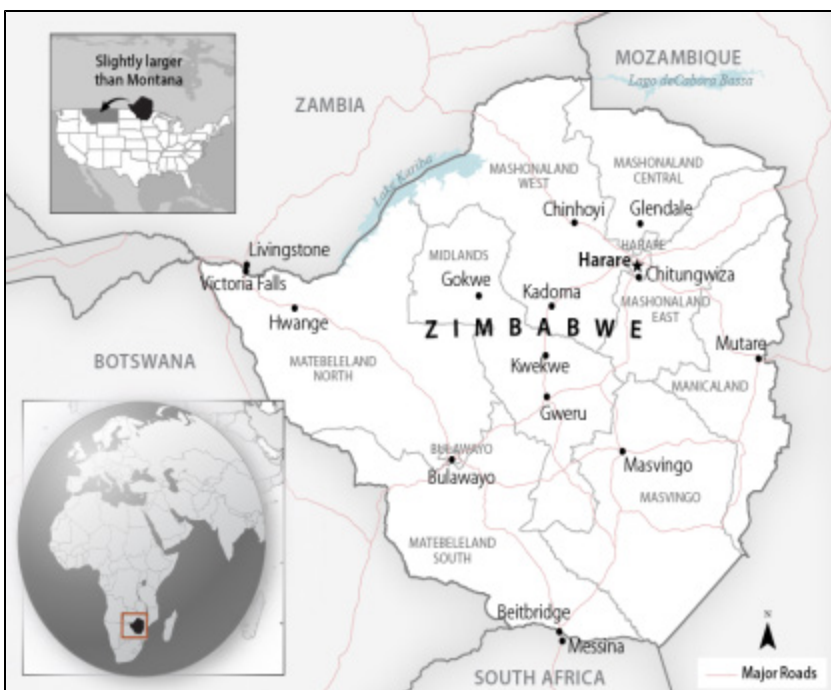 Slightly larger
than Montana
MOZAMBIQUE
Lago de Cabora Bassa
ZAMBIA
Lake Kariba
MASHONALAND
WEST
MASHONALAND
CENTRAL
Chinhoyi
Glendale
Livingstone
Victoria Falls
MIDLANDS
Gokwe
HARARE
Harare
Chitungwiza
Kadoma
MASHONALAND
EAST
Hwange
ZIMBABWE
Mutare
BOTSWANA
MATEBELELAND
NORTH
Kwekwe
MANICALAND
Gweru
BULAWAYO
Bulawayo
Masvingo
MASVINGO
MATEBELELAND
SOUTH
Beitbridge
Messina
SOUTH AFRICA
N
Major Roads